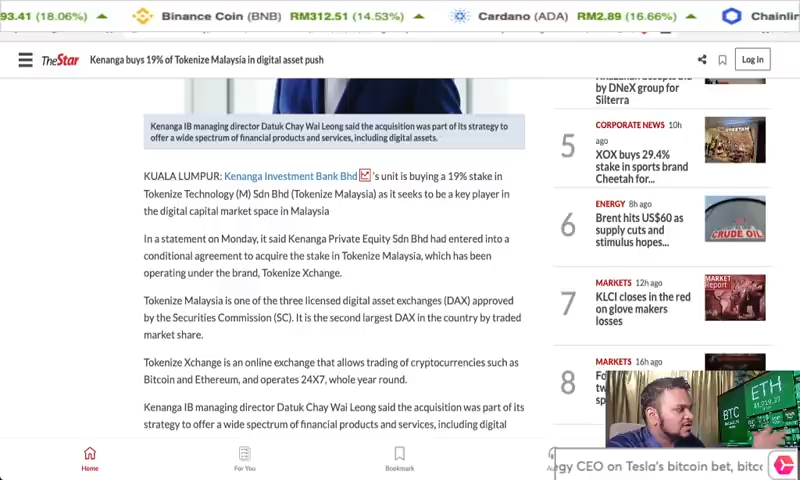 93.41 (18.06%) Binance Coin (BNB) RM312.51 (14.53%) Cardano (ADA) RM2.89 (16.66%)
TheStar Kenanga buys 19% of Tokenize Malaysia in digital asset push Log In
Kenanga IB managing director Datuk Chay Wai Leong said the acquisition was part of its strategy to
offer a wide spectrum of financial products and services, including digital assets.
KUALA LUMPUR: Kenanga Investment Bank Bhd 's unit is buying a 19% stake in
Tokenize Technology (M) Sdn Bhd (Tokenize Malaysia) as it seeks to be a key player in
the digital capital market space in Malaysia
In a statement on Monday, it said Kenanga Private Equity Sdn Bhd had entered into a
conditional agreement to acquire the stake in Tokenize Malaysia, which has been
operating under the brand, Tokenize Xchange.
Tokenize Malaysia is one of the three licensed digital asset exchanges (DAX) approved
by the Securities Commission (SC). It is the second largest DAX in the country by traded
market share.
Tokenize Xchange is an online exchange that allows trading of cryptocurrencies such as
Bitcoin and Ethereum, and operates 24X7, whole year round.
Kenanga IB managing director Datuk Chay Wai Leong said the acquisition was part of its
strategy to offer a wide spectrum of financial products and services, including digital
by DNeX group for
Silterra
5
CORPORATE NEWS 10h
ago
XOX buys 29.4%
stake in sports brand
Cheetah for...
CHEETAH
6
ENERGY 8h ago
Brent hits US$60 as
supply cuts and
stimulus hopes...
CRUDE OIL
7
MARKETS 12h ago
KLCI closes in the red
on glove makers
losses
MARKET
Report
8
MARKETS 16h ago
BTC
ETH
Home
For You
Bookmark
CEO on Tesla's bitcoin bet,